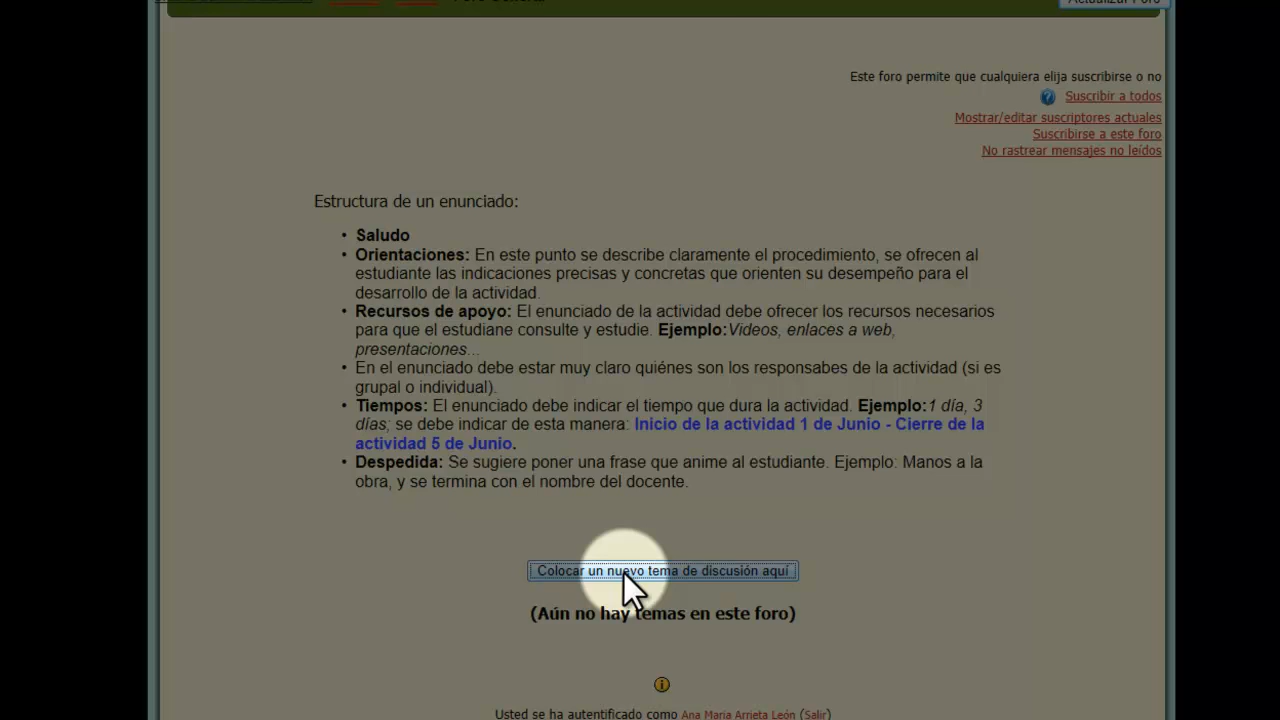 Este foro permite que cualquiera elija suscribirse o no
Suscribir a todos
Mostrar/editar suscriptores actuales
Suscribirse a este foro
No rastrear mensajes no leídos
Estructura de un enunciado:
• Saludo
• Orientaciones: En este punto se describe claramente el procedimiento, se ofrecen al
estudiante las indicaciones precisas y concretas que orienten su desempeño para el
desarrollo de la actividad.
• Recursos de apoyo: El enunciado de la actividad debe ofrecer los recursos necesarios
para que el estudiane consulte y estudie. Ejemplo:Videos, enlaces a web,
presentaciones...
• En el enunciado debe estar muy claro quiénes son los responsabes de la actividad (si es
grupal o individual).
• Tiempos: El enunciado debe indicar el tiempo que dura la actividad. Ejemplo:1 día, 3
días; se debe indicar de esta manera: Inicio de la actividad 1 de Junio - Cierre de la
actividad 5 de Junio.
• Despedida: Se sugiere poner una frase que anime al estudiante. Ejemplo: Manos a la
obra, y se termina con el nombre del docente.
Colocar un nuevo tema de discusión aquí
(Aún no hay temas en este foro)
Usted se ha autentificado como Ana María Arrieta León (Salir)